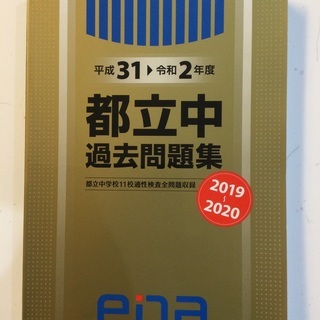 平成31▶令和2年度
都立中
過去問題集
都立中学校11校適性検査全問題収録
2019-
2020
ena